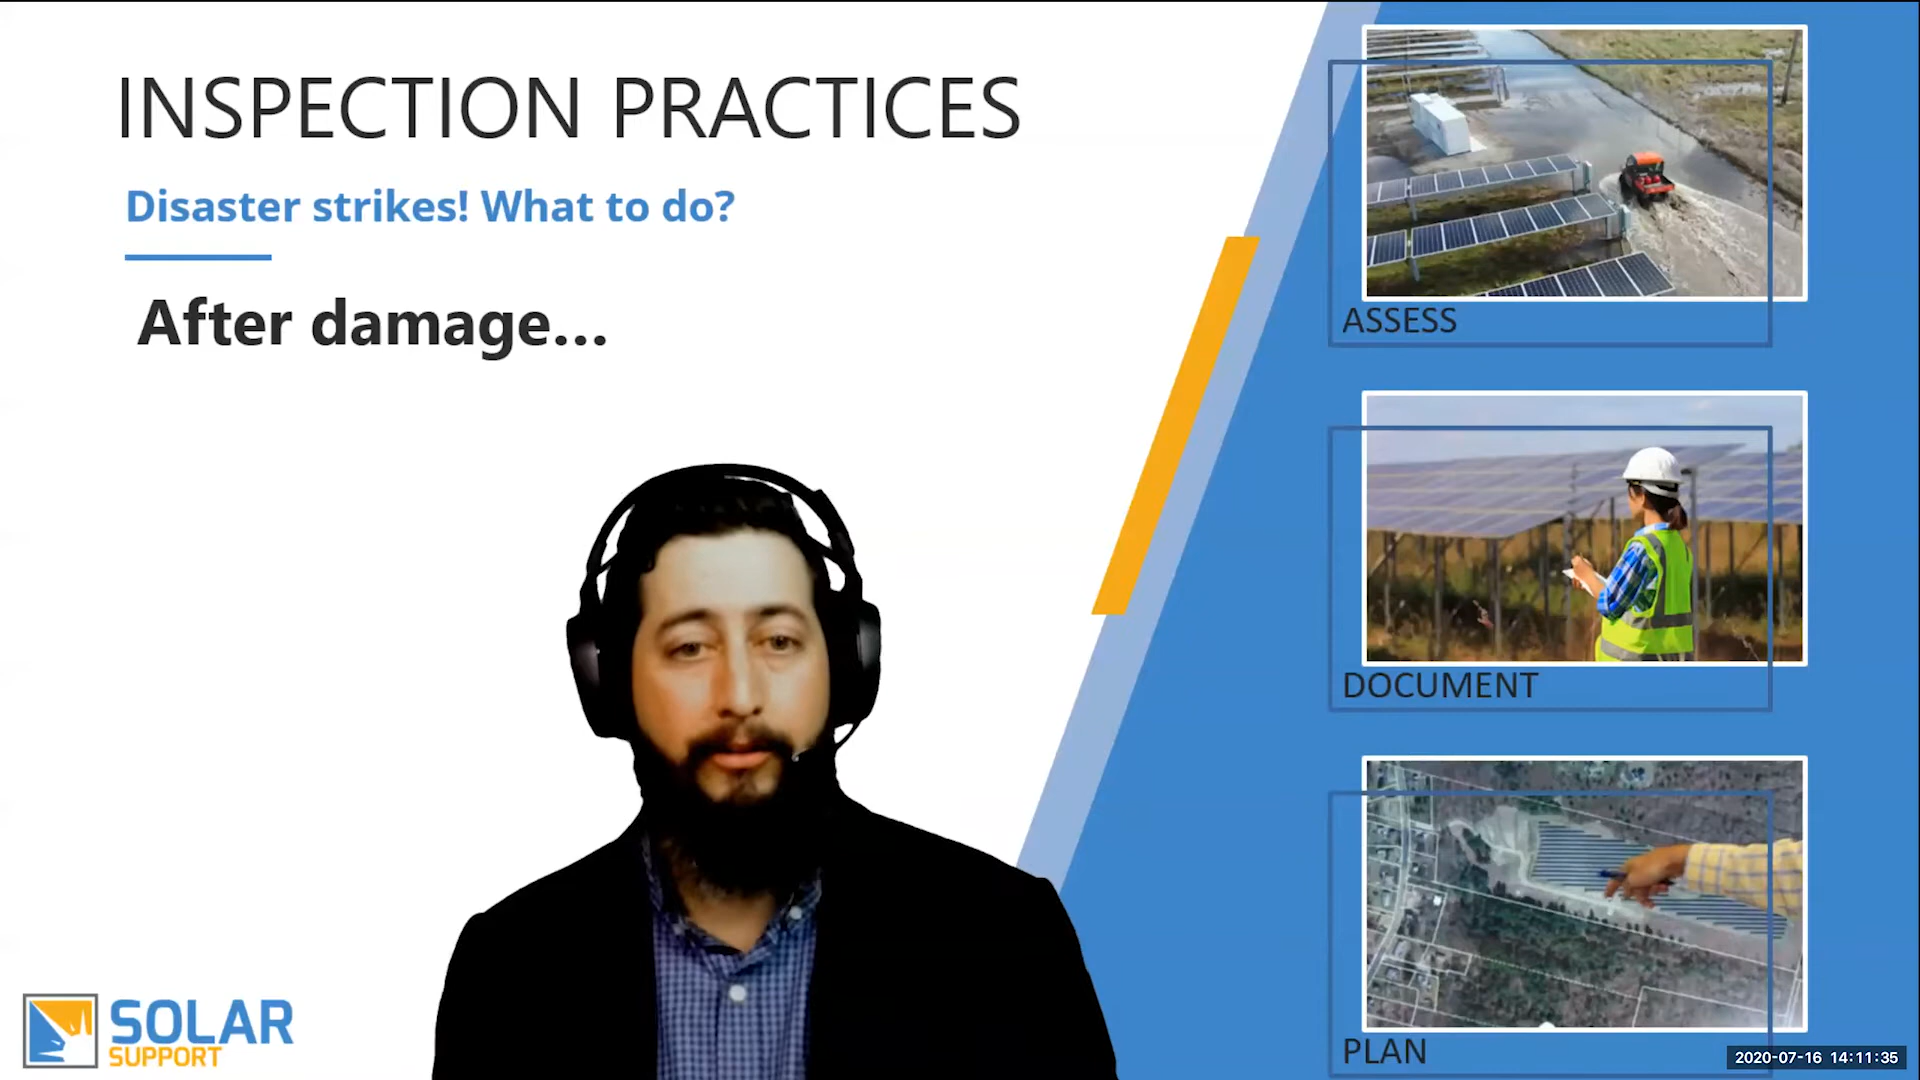 INSPECTION PRACTICES
Disaster strikes! What to do?
After damage...
ASSESS
DOCUMENT
PLAN
SOLAR
SUPPORT
2020-07-16 14:11:35